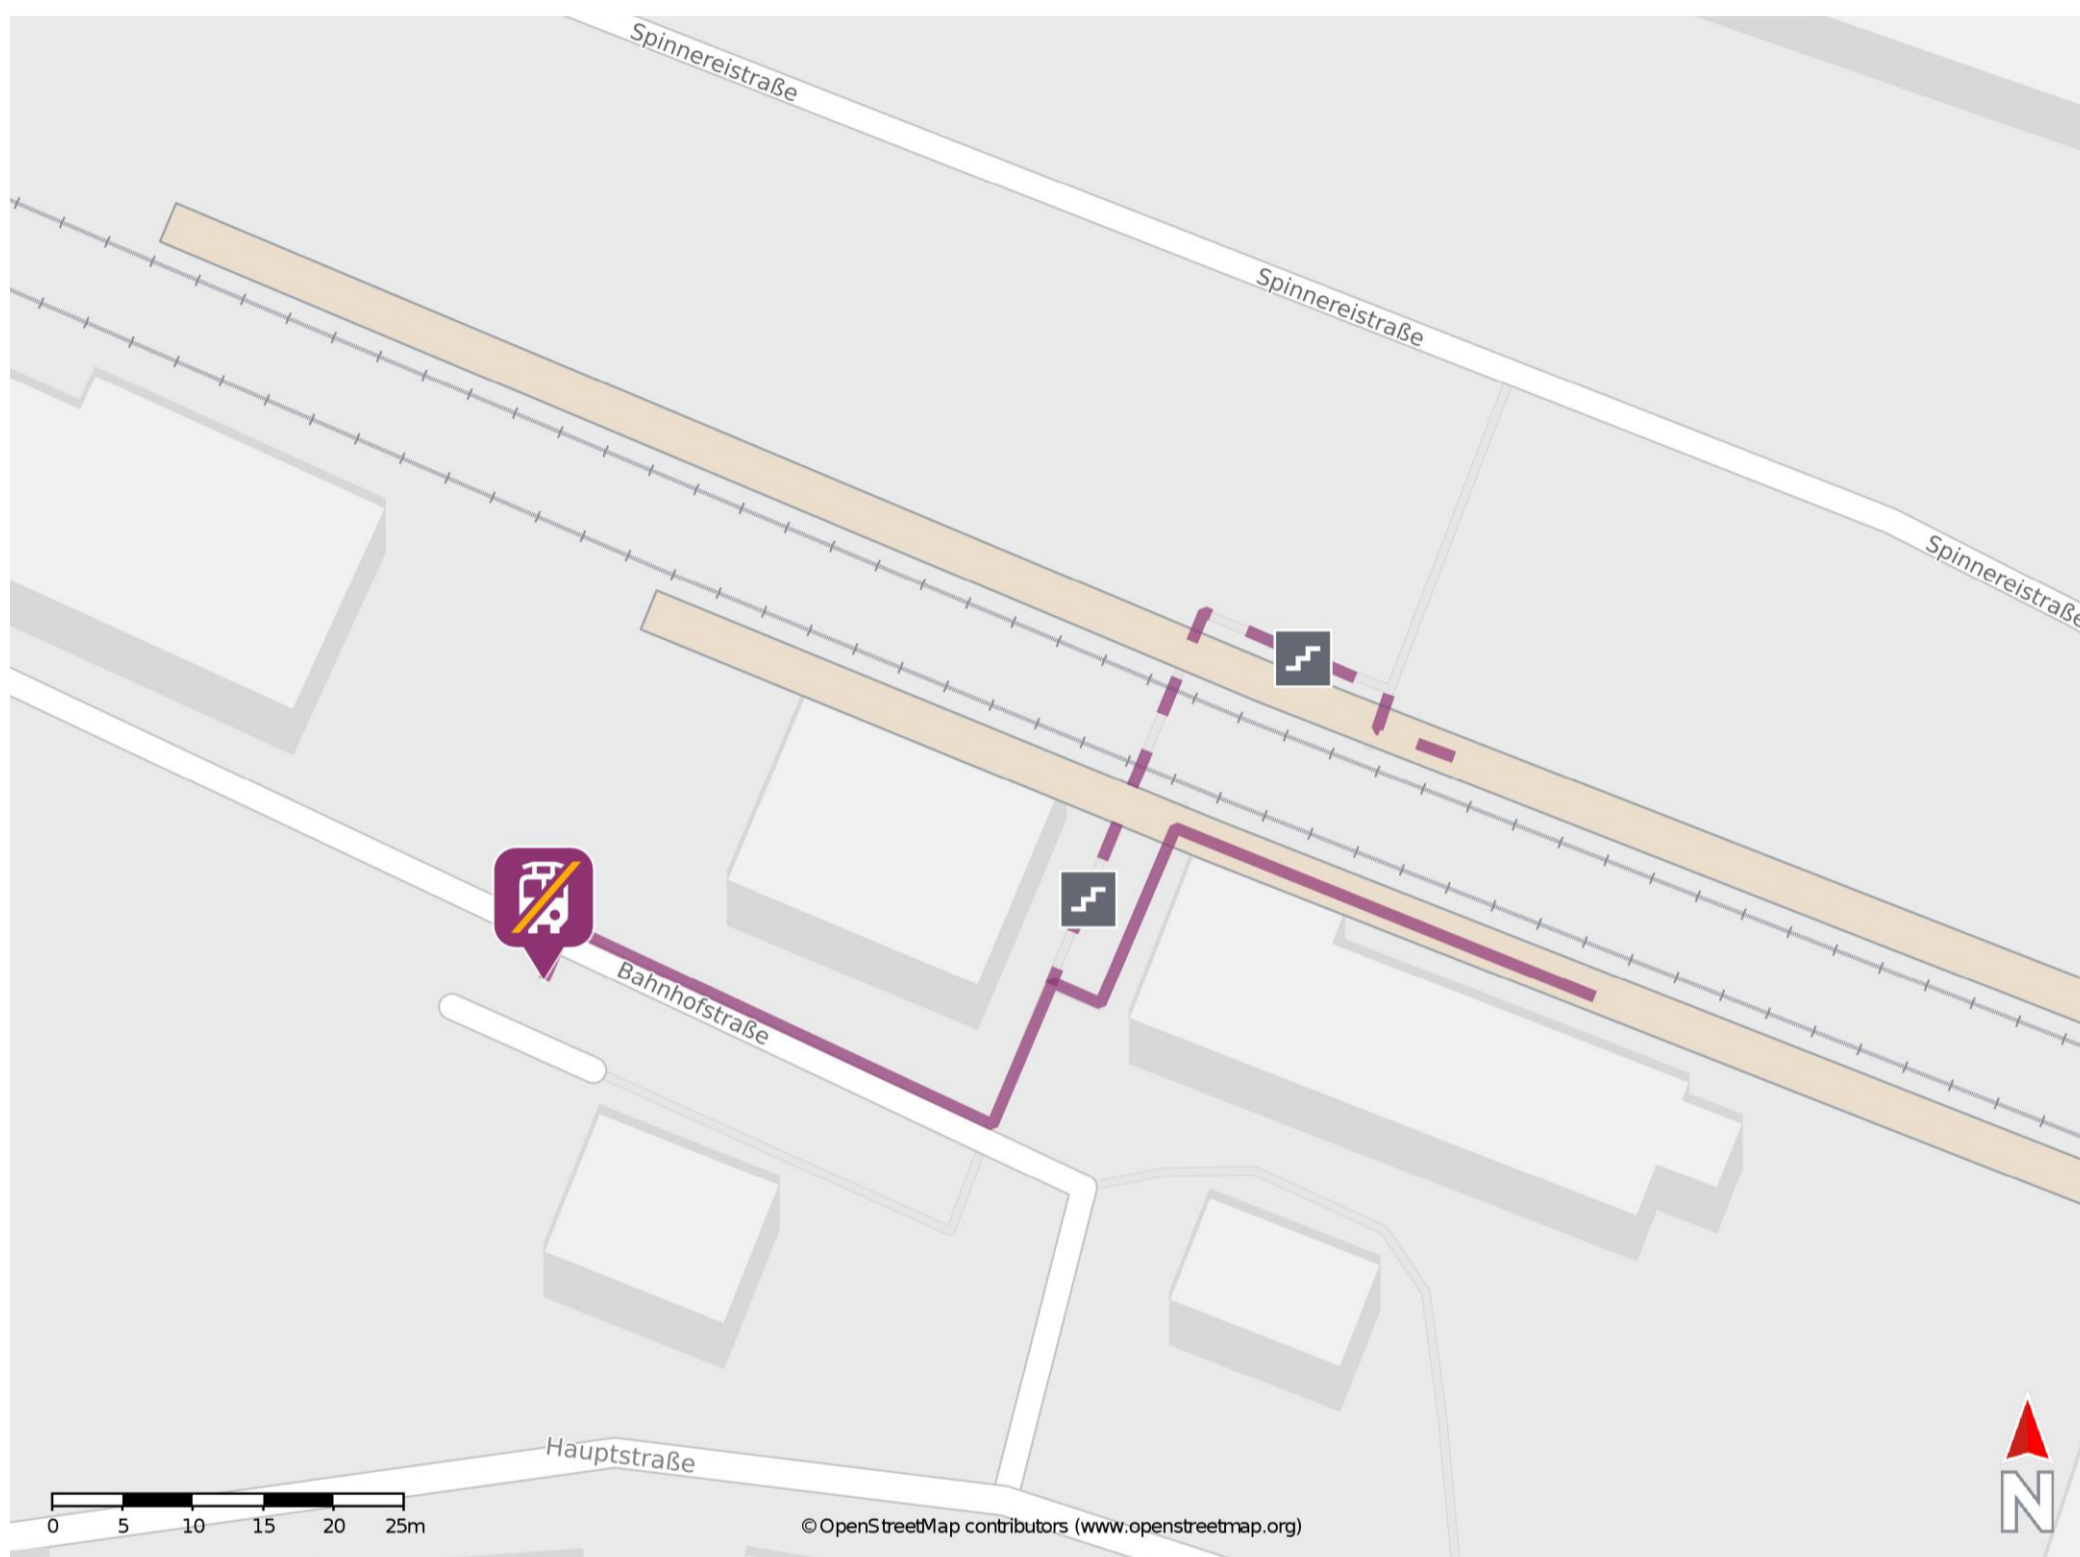 Spinnereistraße
Spinnereistraße
Spinnereistraße
Bahnhofstraße
Hauptstraße
0 5 10 15 20 25m
© OpenStreetMap contributors (www.openstreetmap.org)
N